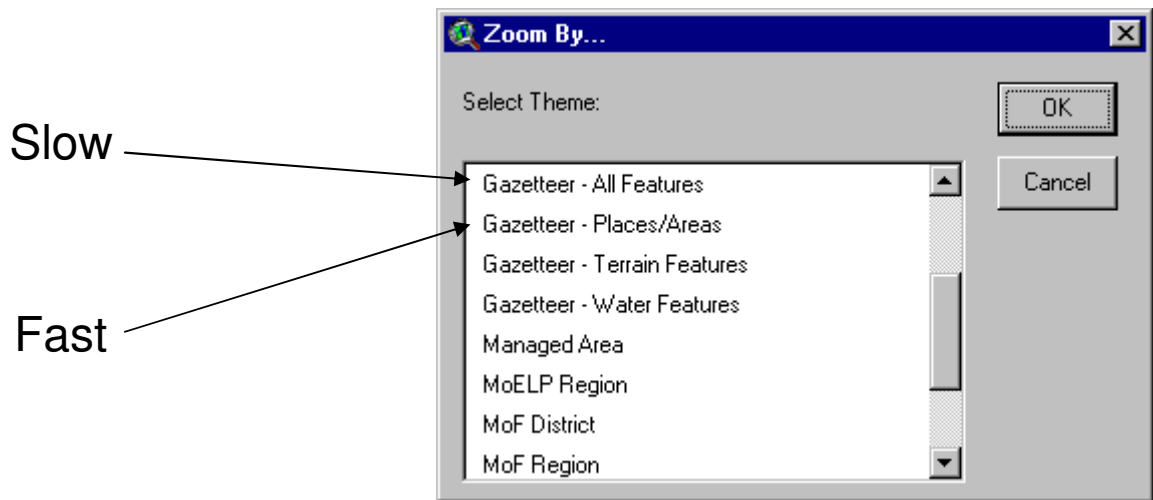 Zoom By...
Select Theme:
OK
Slow
Gazetteer - All Features
Cancel
Gazetteer - Places/Areas
Gazetteer - Terrain Features
Gazetteer - Water Features
Fast
Managed Area
MoELP Region
MoF District
MoF Region